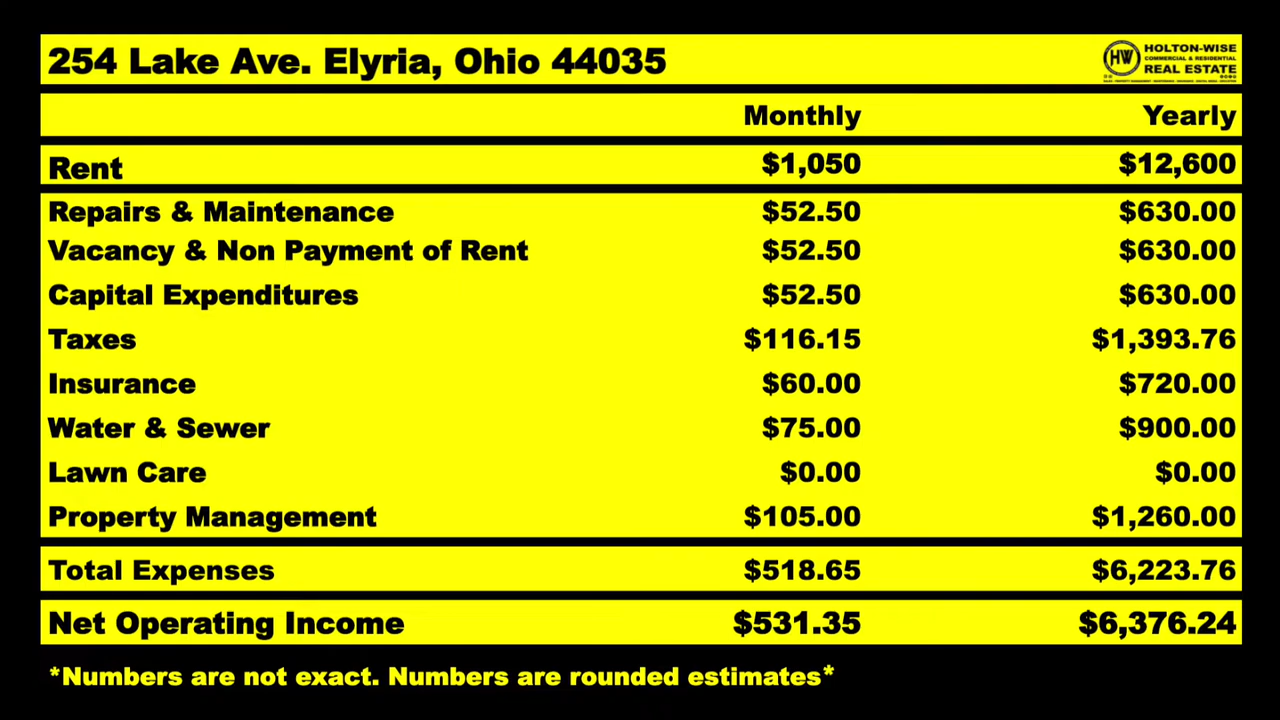 254 Lake Ave. Elyria, Ohio 44035
HW
HOLTON-WISE
COMMERCIAL & RESIDENTIAL
REAL ESTATE
Monthly Yearly
Rent $1,050 $12,600
Repairs & Maintenance $52.50 $630.00
Vacancy & Non Payment of Rent $52.50 $630.00
Capital Expenditures $52.50 $630.00
Taxes $116.15 $1,393.76
Insurance $60.00 $720.00
Water & Sewer $75.00 $900.00
Lawn Care $0.00 $0.00
Property Management $105.00 $1,260.00
Total Expenses $518.65 $6,223.76
Net Operating Income $531.35 $6,376.24
*Numbers are not exact. Numbers are rounded estimates*